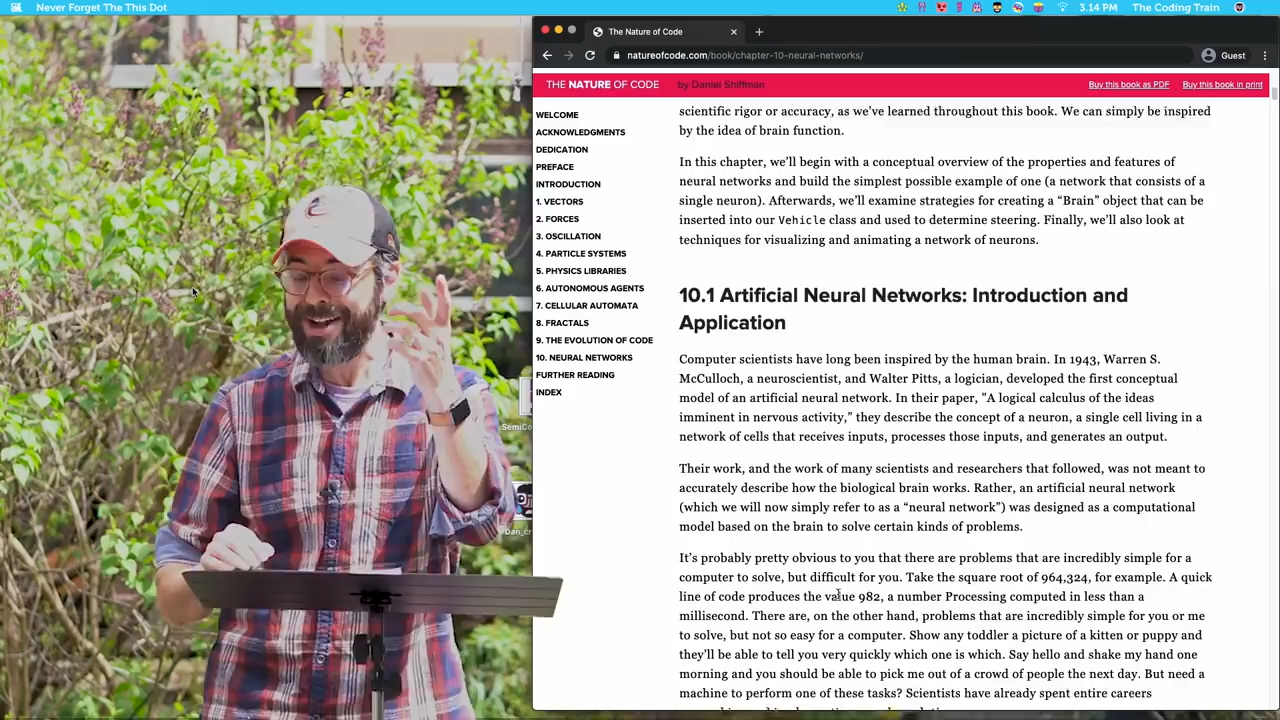 Never Forget The This Dot
3.14 PM
The Coding Train
The Nature of Code
natureofcode.com/book/chapter-10-neural-networks/
Guest
THE NATURE OF CODE
by Daniel Shiffman
Buy this book as PDF
Buy this book in print
WELCOME
ACKNOWLEDGMENTS
DEDICATION
PREFACE
INTRODUCTION
1. VECTORS
2. FORCES
3. OSCILLATION
4. PARTICLE SYSTEMS
5. PHYSICS LIBRARIES
6. AUTONOMOUS AGENTS
7. CELLULAR AUTOMATA
8. FRACTALS
9. THE EVOLUTION OF CODE
10. NEURAL NETWORKS
FURTHER READING
INDEX
scientific rigor or accuracy, as we’ve learned throughout this book. We can simply be inspired
by the idea of brain function.
In this chapter, we’ll begin with a conceptual overview of the properties and features of
neural networks and build the simplest possible example of one (a network that consists of a
single neuron). Afterwards, we’ll examine strategies for creating a “Brain” object that can be
inserted into our Vehicle class and used to determine steering. Finally, we’ll also look at
techniques for visualizing and animating a network of neurons.
10.1 Artificial Neural Networks: Introduction and
Application
Computer scientists have long been inspired by the human brain. In 1943, Warren S.
McCulloch, a neuroscientist, and Walter Pitts, a logician, developed the first conceptual
model of an artificial neural network. In their paper, "A logical calculus of the ideas
imminent in nervous activity,” they describe the concept of a neuron, a single cell living in a
network of cells that receives inputs, processes those inputs, and generates an output.
Their work, and the work of many scientists and researchers that followed, was not meant to
accurately describe how the biological brain works. Rather, an artificial neural network
(which we will now simply refer to as a “neural network”) was designed as a computational
model based on the brain to solve certain kinds of problems.
It’s probably pretty obvious to you that there are problems that are incredibly simple for a
computer to solve, but difficult for you. Take the square root of 964,324, for example. A quick
line of code produces the value 982, a number Processing computed in less than a
millisecond. There are, on the other hand, problems that are incredibly simple for you or me
to solve, but not so easy for a computer. Show any toddler a picture of a kitten or puppy and
they’ll be able to tell you very quickly which one is which. Say hello and shake my hand one
morning and you should be able to pick me out of a crowd of people the next day. But need a
machine to perform one of these tasks? Scientists have already spent entire careers
SemiCo
Dan_cr